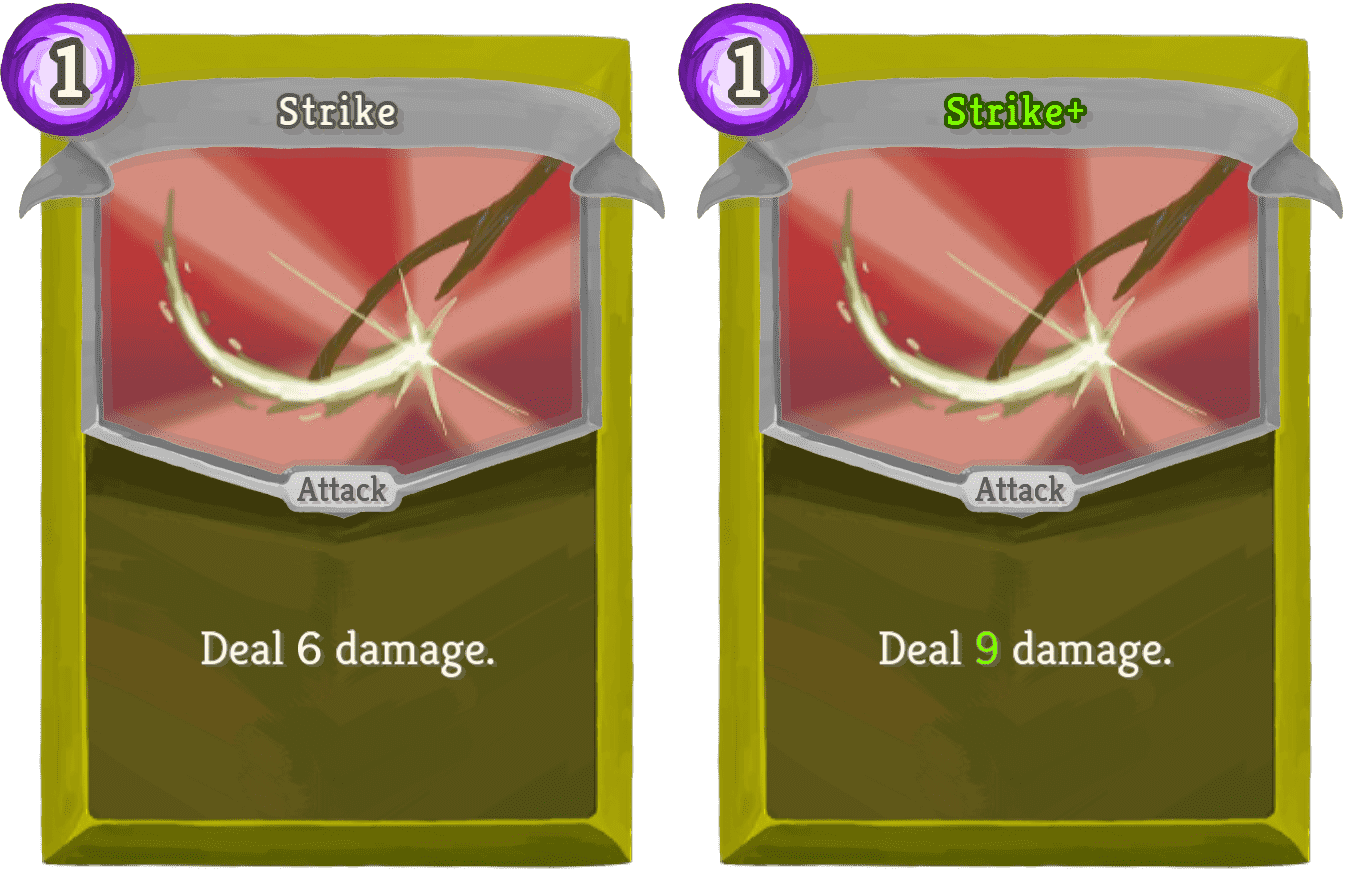 1
Strike
Attack
Deal 6 damage.
1
Strike+
Attack
Deal 9 damage.